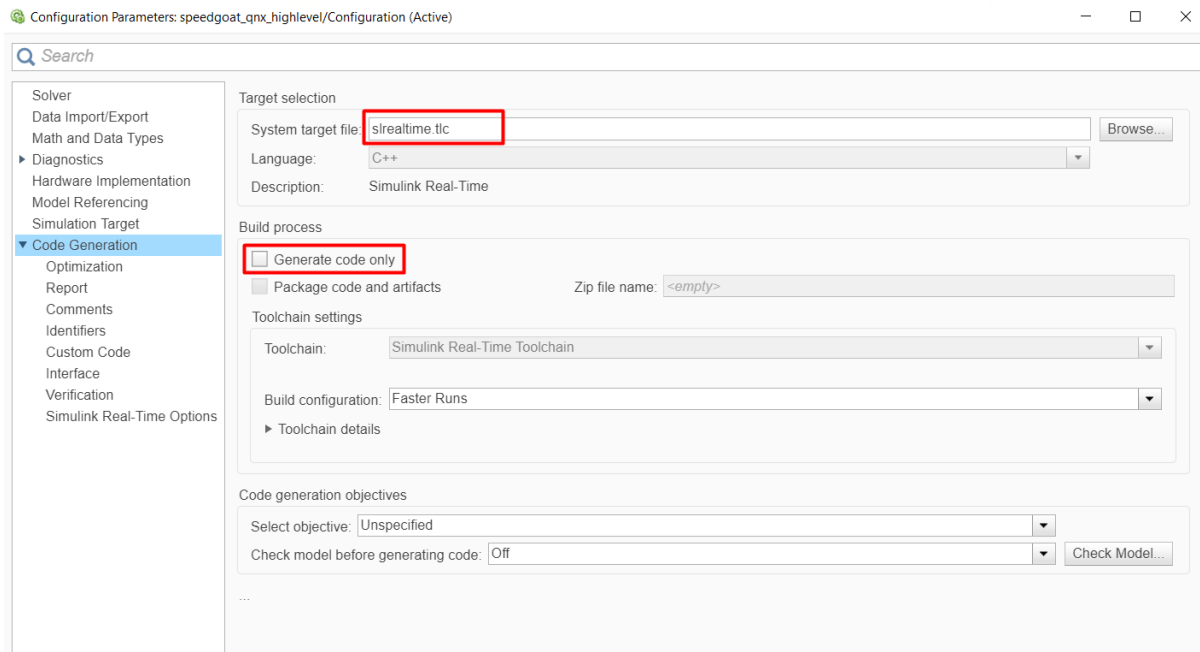 Configuration Parameters: speedgoat_qnx_highlevel/Configuration (Active)
Search
Solver
Data Import/Export
Math and Data Types
Diagnostics
Hardware Implementation
Model Referencing
Simulation Target
Code Generation
Optimization
Report
Comments
Identifiers
Custom Code
Interface
Verification
Simulink Real-Time Options
Target selection
System target file: slrealtime.tlc Browse...
Language: C++
Description: Simulink Real-Time
Build process
Generate code only
Package code and artifacts Zip file name: <empty>
Toolchain settings
Toolchain: Simulink Real-Time Toolchain
Build configuration: Faster Runs
Toolchain details
Code generation objectives
Select objective: Unspecified
Check model before generating code: Off Check Model...
...